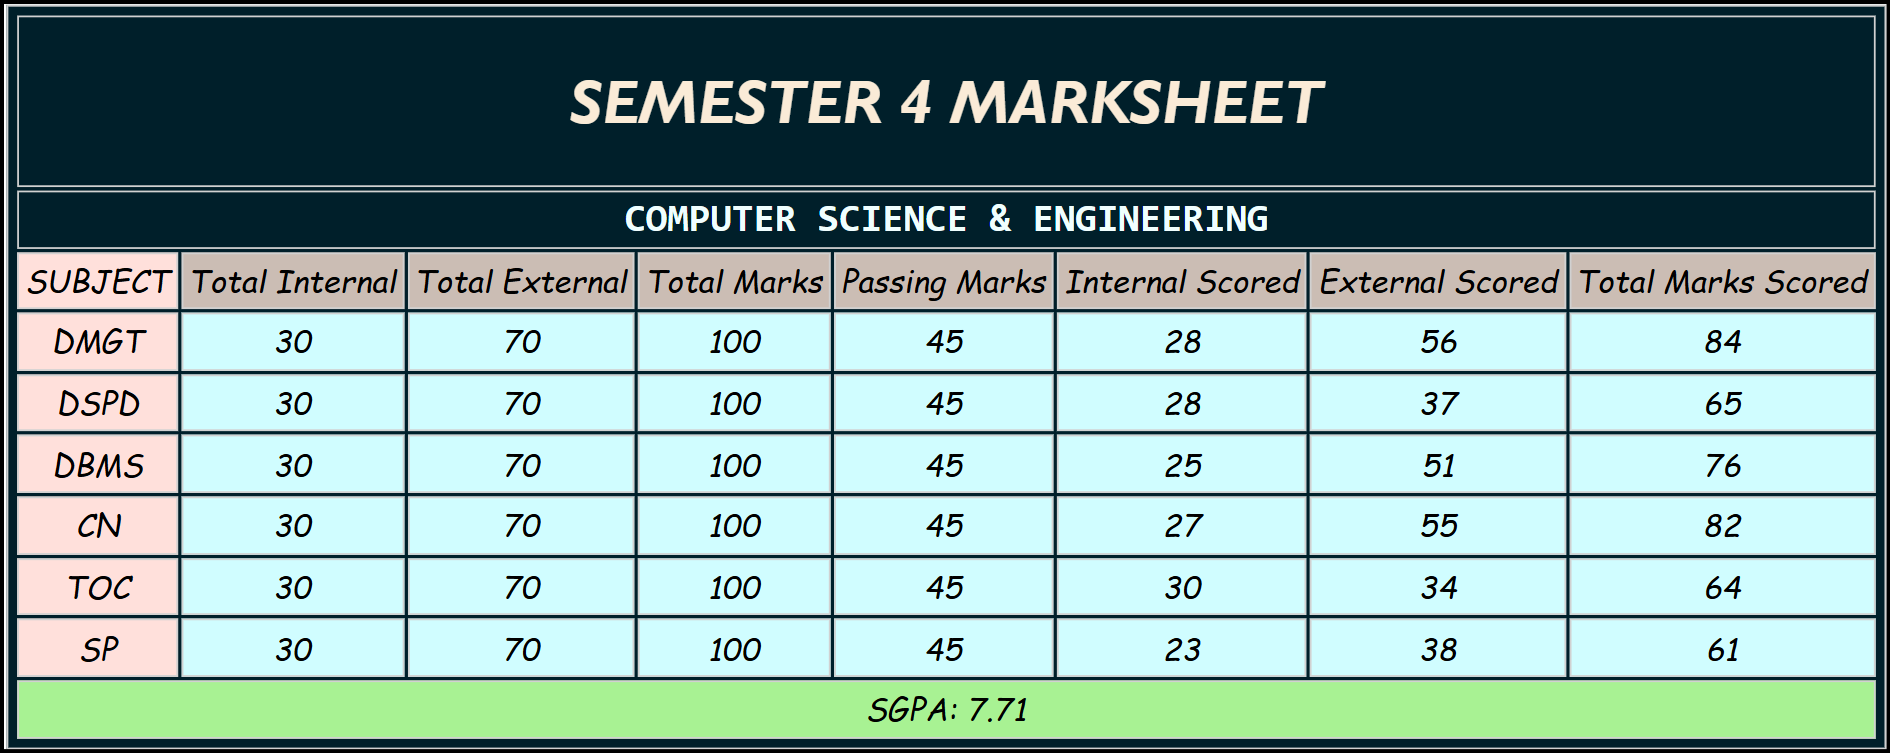 SEMESTER 4 MARKSHEET
COMPUTER SCIENCE & ENGINEERING
SUBJECT Total Internal Total External Total Marks Passing Marks Internal Scored External Scored Total Marks Scored
DMGT 30 70 100 45 28 56 84
DSPD 30 70 100 45 28 37 65
DBMS 30 70 100 45 25 51 76
CN 30 70 100 45 27 55 82
TOC 30 70 100 45 30 34 64
SP 30 70 100 45 23 38 61
SGPA: 7.71